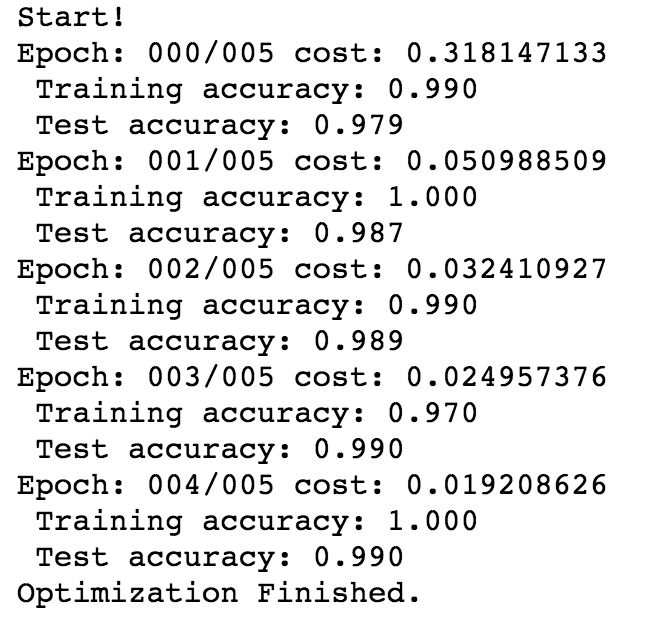 Start!
Epoch: 000/005 cost: 0.318147133
Training accuracy: 0.990
Test accuracy: 0.979
Epoch: 001/005 cost: 0.050988509
Training accuracy: 1.000
Test accuracy: 0.987
Epoch: 002/005 cost: 0.032410927
Training accuracy: 0.990
Test accuracy: 0.989
Epoch: 003/005 cost: 0.024957376
Training accuracy: 0.970
Test accuracy: 0.990
Epoch: 004/005 cost: 0.019208626
Training accuracy: 1.000
Test accuracy: 0.990
Optimization Finished.